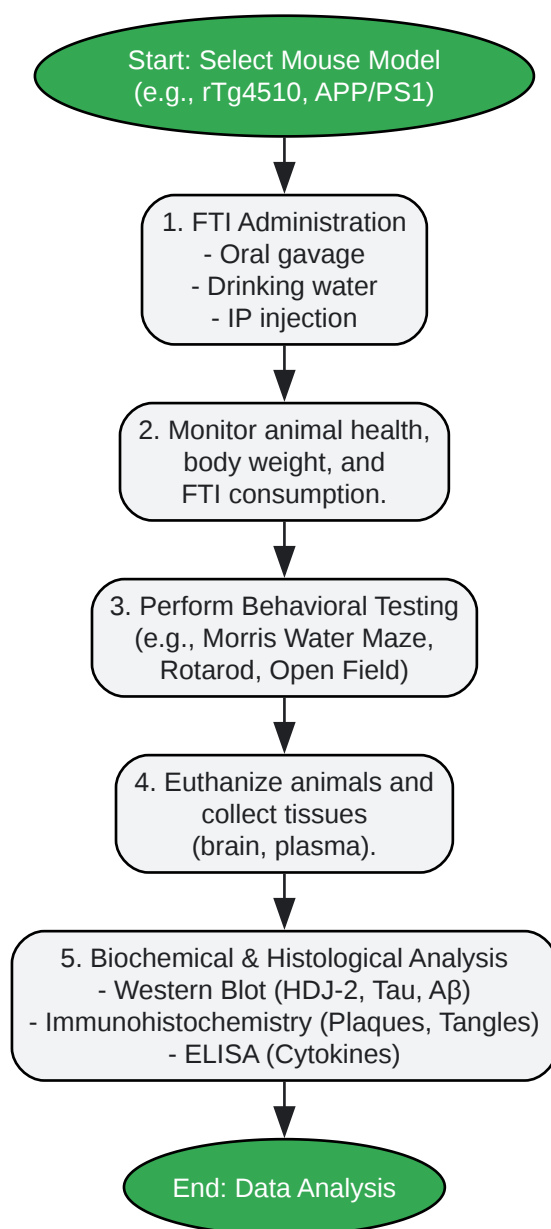 Start: Select Mouse Model
(e.g., rTg4510, APP/PS1)
1. FTI Administration
- Oral gavage
- Drinking water
- IP injection
2. Monitor animal health,
body weight, and
FTI consumption.
3. Perform Behavioral Testing
(e.g., Morris Water Maze,
Rotarod, Open Field)
4. Euthanize animals and
collect tissues
(brain, plasma).
5. Biochemical & Histological Analysis
- Western Blot (HDJ-2, Tau, Aβ)
- Immunohistochemistry (Plaques, Tangles)
- ELISA (Cytokines)
End: Data Analysis